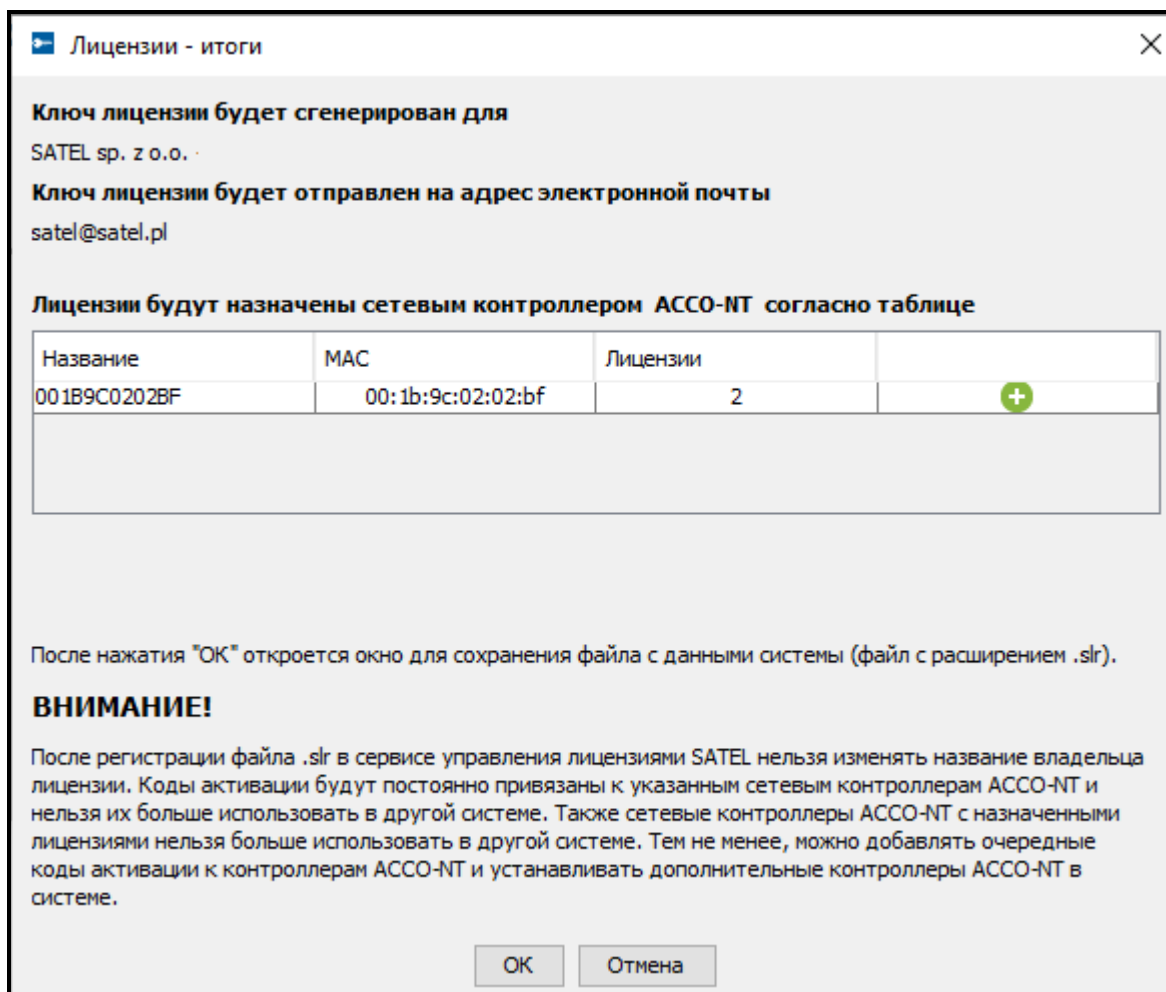 Лицензии - итоги
Ключ лицензии будет сгенерирован для
SATEL sp. z o.o.
Ключ лицензии будет отправлен на адрес электронной почты
satel@satel.pl
Лицензии будут назначены сетевым контроллером ACCO-NT согласно таблице
Название MAC Лицензии
001B9C0202BF 00:1b:9c:02:02:bf 2
После нажатия "OK" откроется окно для сохранения файла с данными системы (файл с расширением .slr).
ВНИМАНИЕ!
После регистрации файла .slr в сервисе управления лицензиями SATEL нельзя изменять название владельца
лицензии. Коды активации будут постоянно привязаны к указанным сетевым контроллерам ACCO-NT и
нельзя их больше использовать в другой системе. Также сетевые контроллеры ACCO-NT с назначенными
лицензиями нельзя больше использовать в другой системе. Тем не менее, можно добавлять очередные
коды активации к контроллерам ACCO-NT и устанавливать дополнительные контроллеры ACCO-NT в
системе.
OK Отмена